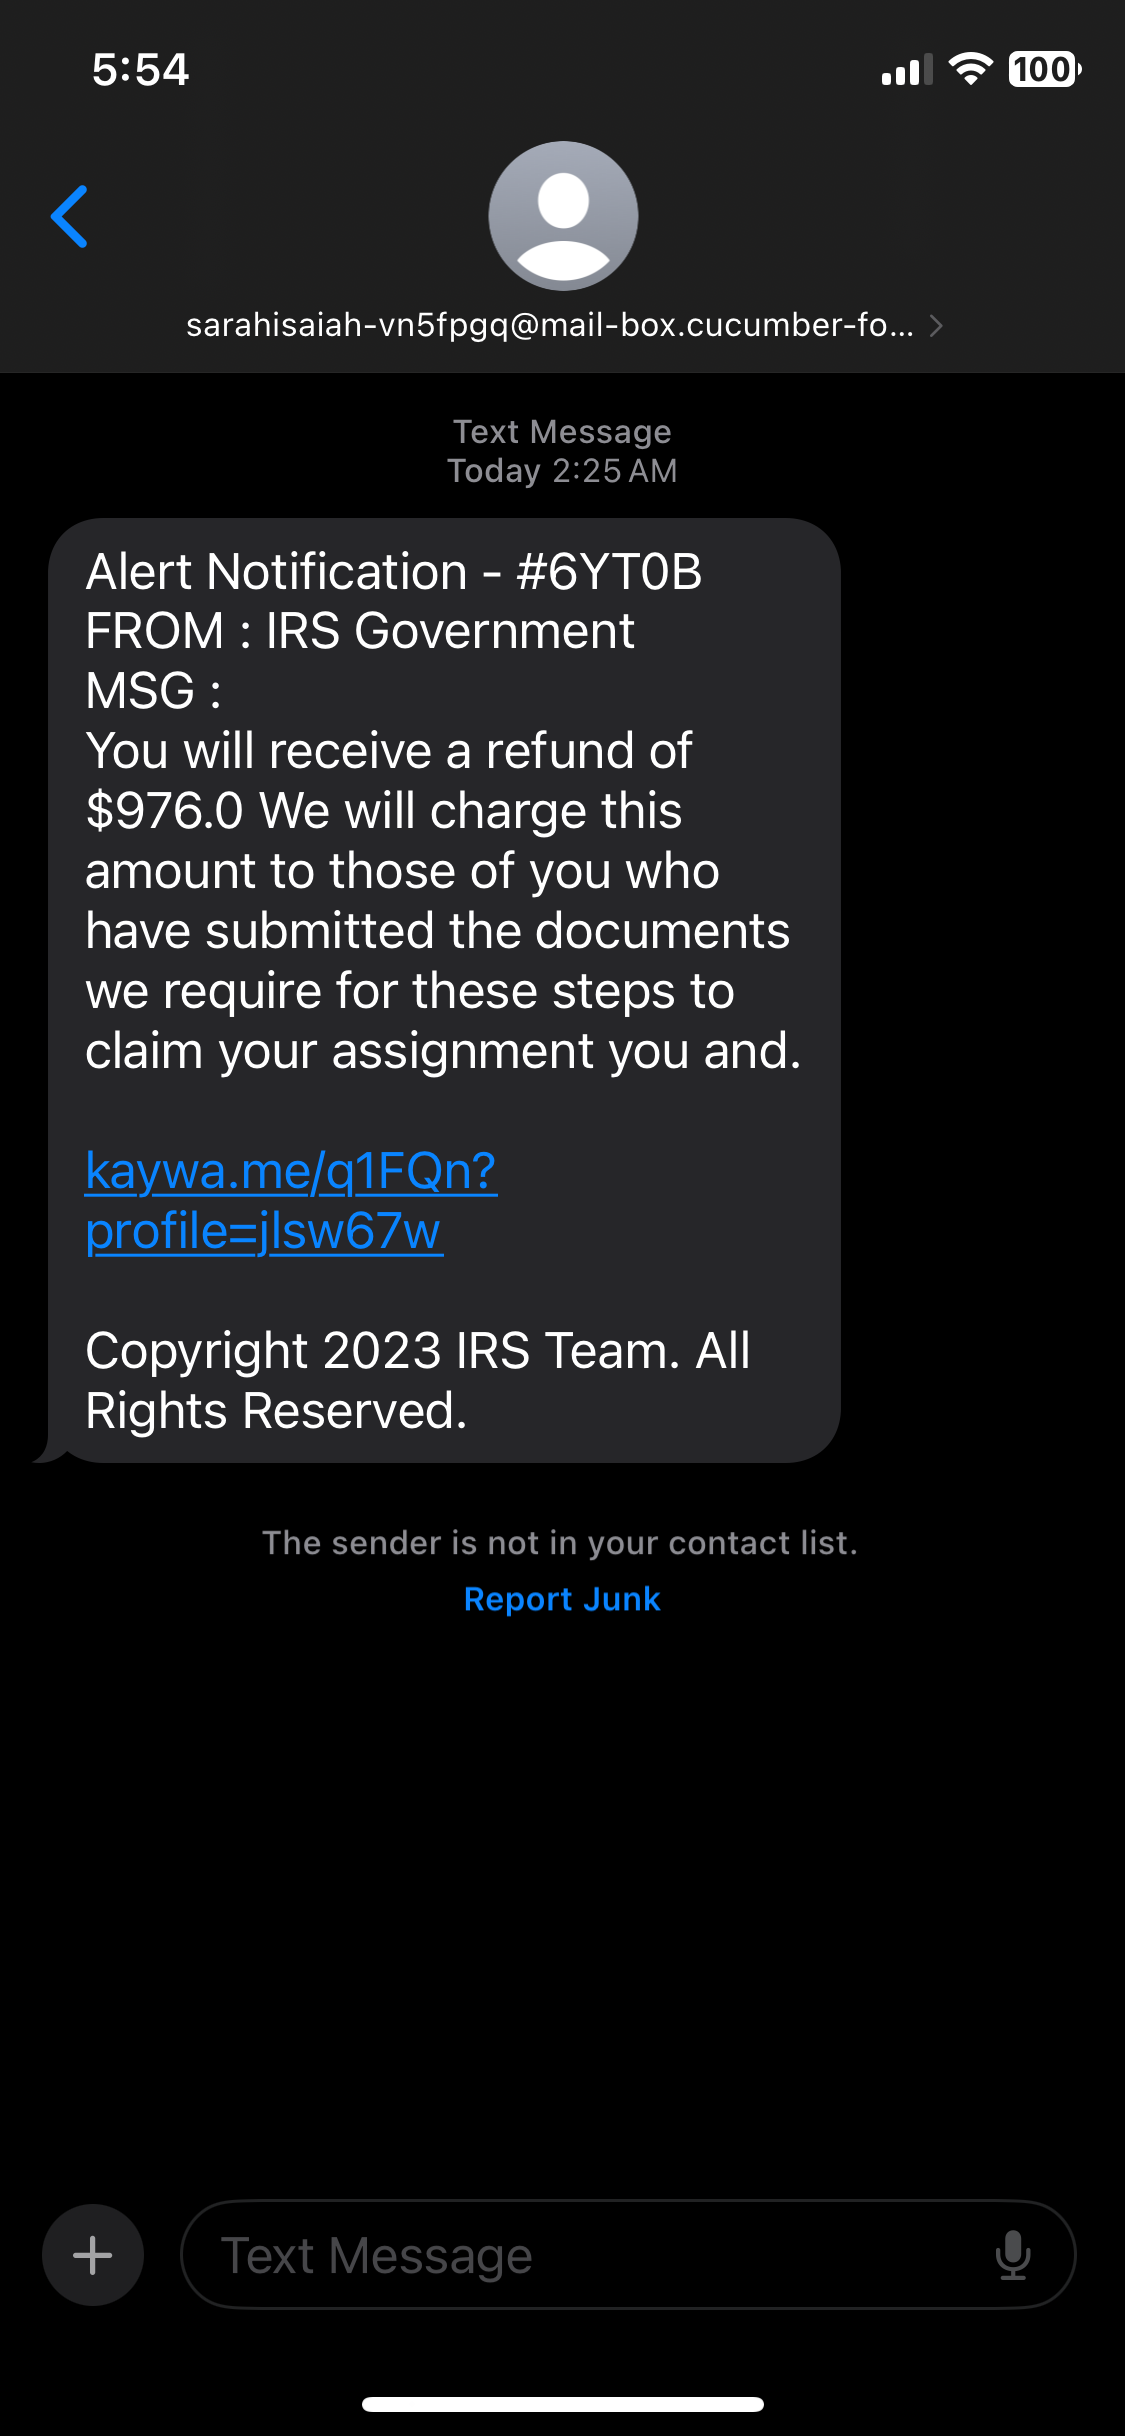 5:54
100
sarahisaiah-vn5fpgq@mail-box.cucumber-fo...
Text Message
Today 2:25 AM
Alert Notification - #6YT0B
FROM : IRS Government
MSG :
You will receive a refund of
$976.0 We will charge this
amount to those of you who
have submitted the documents
we require for these steps to
claim your assignment you and.
kaywa.me/q1FQn?
profile=jlsw67w
Copyright 2023 IRS Team. All
Rights Reserved.
The sender is not in your contact list.
Report Junk
Text Message